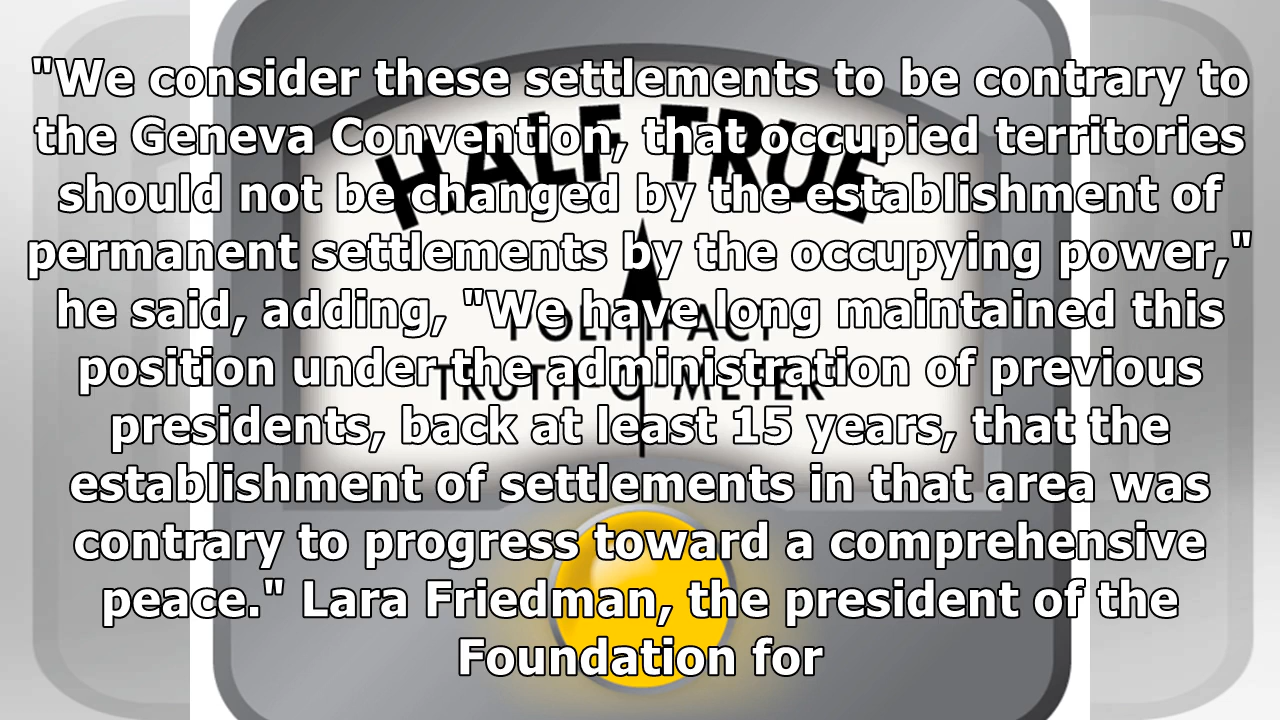 "We consider these settlements to be contrary to
the Geneva Convention, that occupied territories
should not be changed by the establishment of
permanent settlements by the occupying power,"
he said, adding, "We have long maintained this
position under the administration of previous
presidents, back at least 15 years, that the
establishment of settlements in that area was
contrary to progress toward a comprehensive
peace." Lara Friedman, the president of the
Foundation for
HALF TRUE
POLITIFACT
TRUTH-O-METER